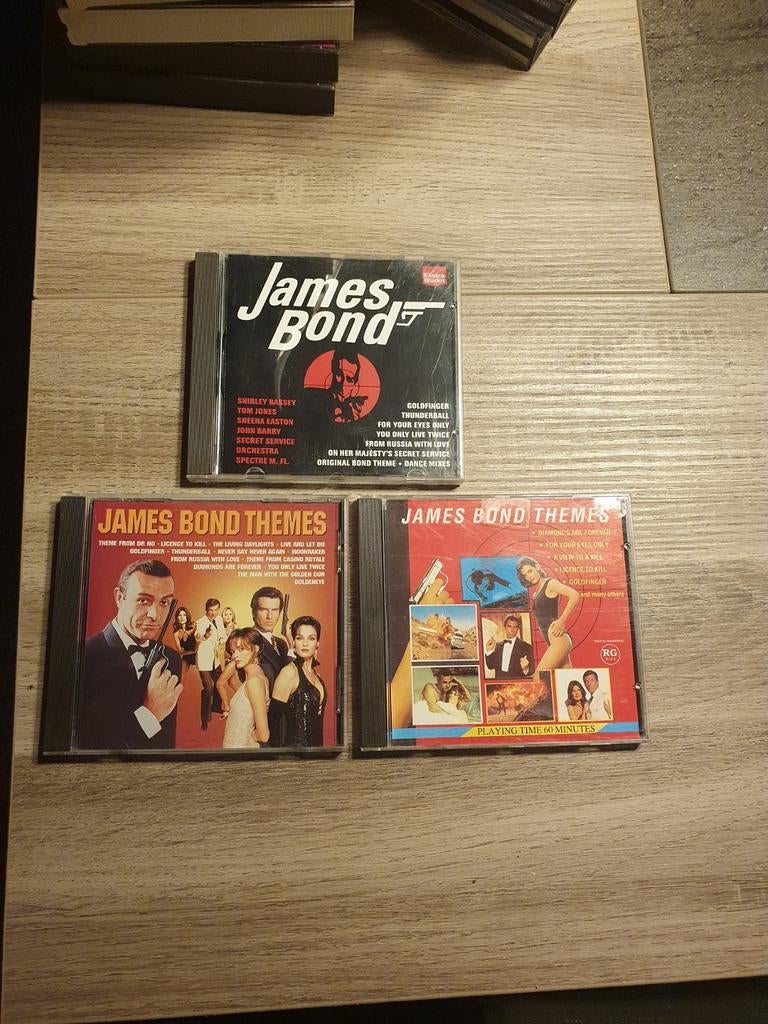 James
Bond
Ekstra
Bladet
SHIRLEY BASSEY
TOM JONES
SHEENA EASTON
JOHN BARRY
SECRET SERVICE
ORCHESTRA
SPECTRE M. FL.
GOLDFINGER
THUNDERBALL
FOR YOUR EYES ONLY
YOU ONLY LIVE TWICE
FROM RUSSIA WITH LOVE
ON HER MAJESTY'S SECRET SERVICE
ORIGINAL BOND THEME + DANCE MIXES
JAMES BOND THEMES
THEME FROM DR NO - LICENCE TO KILL - THE LIVING DAYLIGHTS - LIVE AND LET DIE
GOLDFINGER - THUNDERBALL - NEVER SAY NEVER AGAIN - MOONRAKER
FROM RUSSIA WITH LOVE - THEME FROM CASINO ROYALE
DIAMONDS ARE FOREVER - YOU ONLY LIVE TWICE
THE MAN WITH THE GOLDEN GUN
GOLDENEYE
JAMES BOND THEMES
• DIAMONDS ARE FOREVER
• FOR YOUR EYES ONLY
• A VIEW TO A KILL
• LICENCE TO KILL
• GOLDFINGER
and many others
RG
PLAYING TIME 60 MINUTES